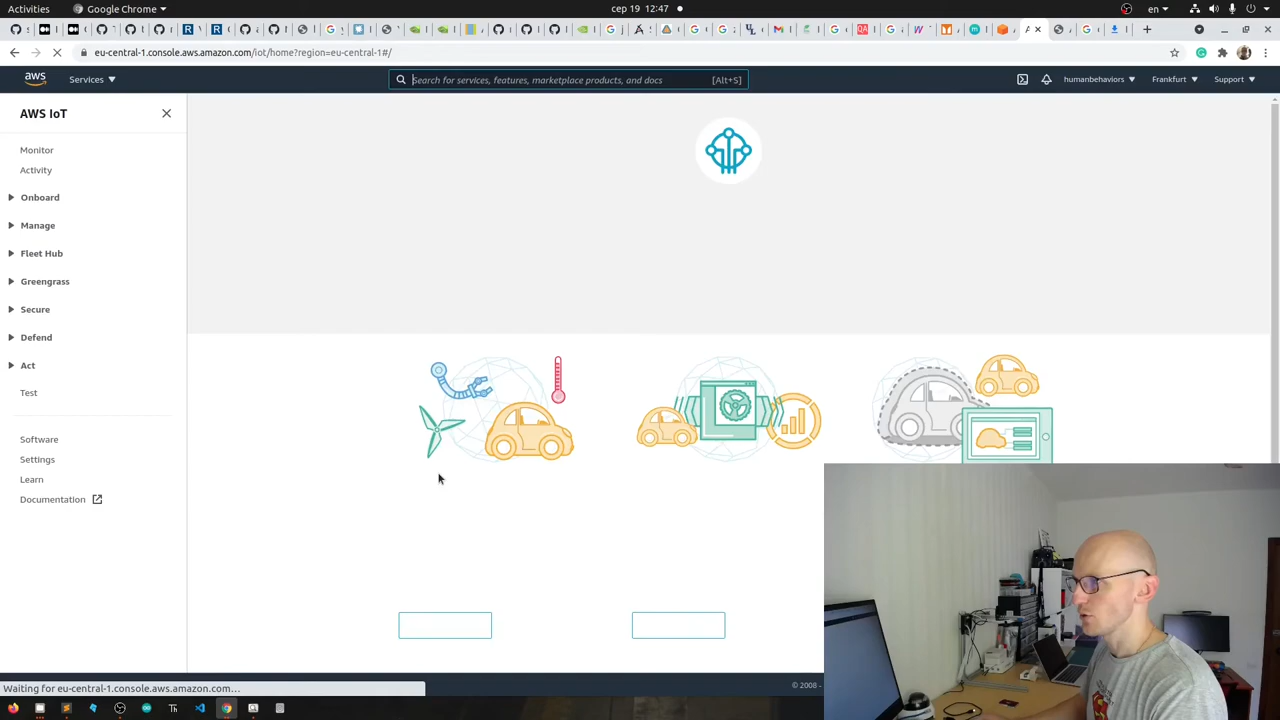 Activities
Google Chrome
сер 19 12:47
en
eu-central-1.console.aws.amazon.com/iot/home?region=eu-central-1#/
aws
Services
Search for services, features, marketplace products, and docs
[Alt+S]
humanbehaviors
Frankfurt
Support
AWS IoT
Monitor
Activity
Onboard
Manage
Fleet Hub
Greengrass
Secure
Defend
Act
Test
Software
Settings
Learn
Documentation
© 2008 -
Waiting for eu-central-1.console.aws.amazon.com…